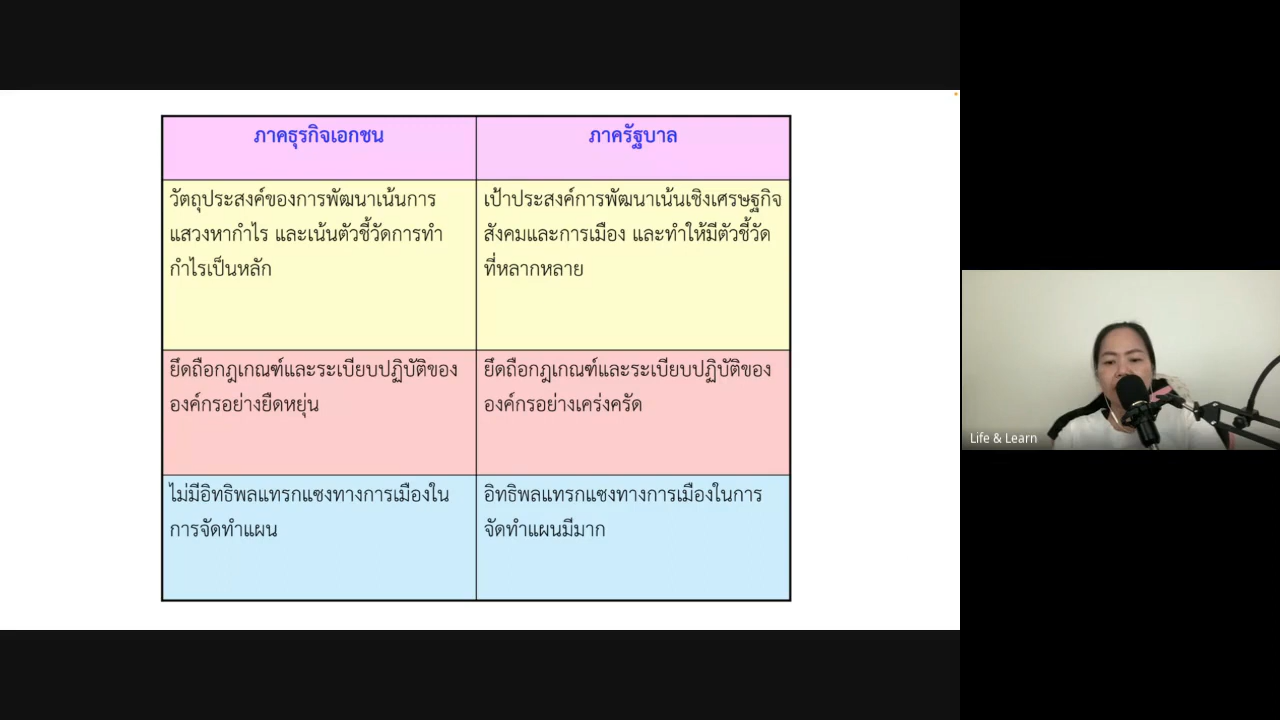 ภาคธุรกิจเอกชน
ภาครัฐบาล
วัตถุประสงค์ของการพัฒนาเน้นการ
แสวงหากำไร และเน้นตัวชี้วัดการทำ
กำไรเป็นหลัก
เป้าประสงค์การพัฒนาเน้นเชิงเศรษฐกิจ
สังคมและการเมือง และทำให้มีตัวชี้วัด
ที่หลากหลาย
ยึดถือกฎเกณฑ์และระเบียบปฏิบัติของ
องค์กรอย่างยืดหยุ่น
ยึดถือกฎเกณฑ์และระเบียบปฏิบัติของ
องค์กรอย่างเคร่งครัด
ไม่มีอิทธิพลแทรกแซงทางการเมืองใน
การจัดทำแผน
อิทธิพลแทรกแซงทางการเมืองในการ
จัดทำแผนมีมาก
Life & Learn